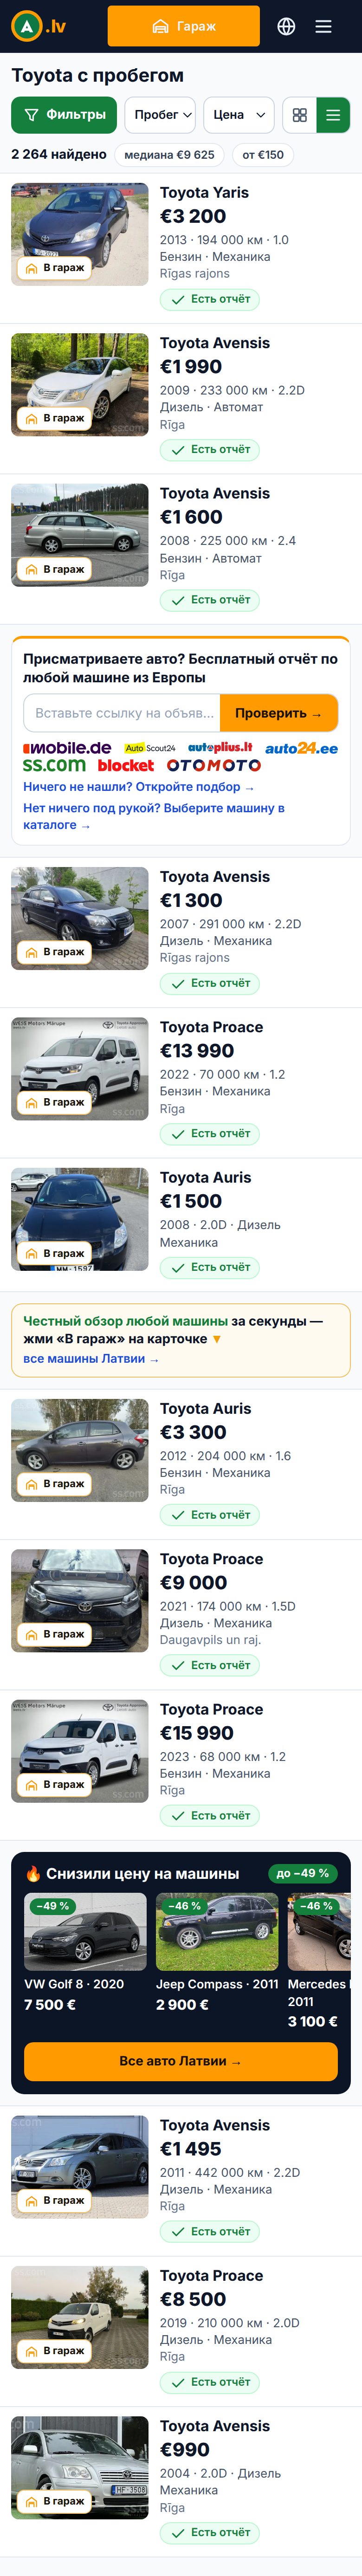 A .lv
Гараж
Toyota с пробегом
Фильтры
Пробег
Цена
2 264 найдено
медиана €9 625
от €150
Toyota Yaris
€3 200
2013 · 194 000 км · 1.0
Бензин · Механика
Rīgas rajons
Есть отчёт
В гараж
Toyota Avensis
€1 990
2009 · 233 000 км · 2.2D
Дизель · Автомат
Rīga
Есть отчёт
В гараж
ss.com
Toyota Avensis
€1 600
2008 · 225 000 км · 2.4
Бензин · Автомат
Rīga
Есть отчёт
В гараж
Присматриваете авто? Бесплатный отчёт по
любой машине из Европы
Вставьте ссылку на объяв...
Проверить →
mobile.de
AutoScout24
autoplius.lt
auto24.ee
ss.com
blocket
OTOMOTO
Ничего не нашли? Откройте подбор →
Нет ничего под рукой? Выберите машину в
каталоге →
Toyota Avensis
€1 300
2007 · 291 000 км · 2.2D
Дизель · Механика
Rīgas rajons
Есть отчёт
В гараж
Toyota Proace
€13 990
2022 · 70 000 км · 1.2
Бензин · Механика
Rīga
Есть отчёт
Motors Mārupe
В гараж
ss.com
Toyota Auris
€1 500
2008 · 2.0D · Дизель
Механика
Есть отчёт
В гараж
Честный обзор любой машины за секунды —
жми «В гараж» на карточке ▼
все машины Латвии →
Toyota Auris
€3 300
2012 · 204 000 км · 1.6
Бензин · Механика
Rīga
Есть отчёт
В гараж
ss.com
Toyota Proace
€9 000
2021 · 174 000 км · 1.5D
Дизель · Механика
Daugavpils un raj.
Есть отчёт
В гараж
ss.com
Toyota Proace
€15 990
2023 · 68 000 км · 1.2
Бензин · Механика
Rīga
Есть отчёт
Motors Mārupe
В гараж
ss.com
🔥 Снизили цену на машины
до −49 %
−49 %
VW Golf 8 · 2020
7 500 €
−46 %
Jeep Compass · 2011
2 900 €
−46 %
Mercedes
2011
3 100 €
Все авто Латвии →
Toyota Avensis
€1 495
2011 · 442 000 км · 2.2D
Дизель · Механика
Rīga
Есть отчёт
В гараж
Toyota Proace
€8 500
2019 · 210 000 км · 2.0D
Дизель · Механика
Rīga
Есть отчёт
В гараж
Toyota Avensis
€990
2004 · 2.0D · Дизель
Механика
Rīga
Есть отчёт
В гараж